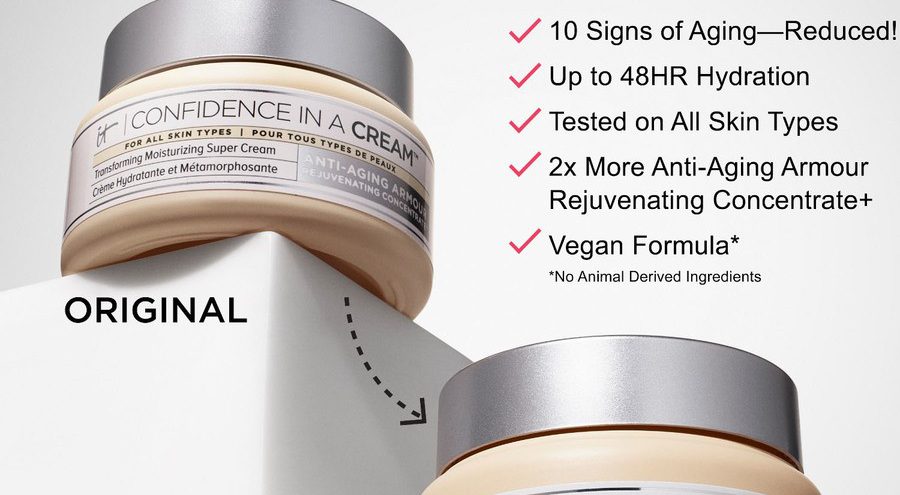 it | CONFIDENCE IN A CREAM™
FOR ALL SKIN TYPES | POUR TOUS TYPES DE PEAUX
Transforming Moisturizing Super Cream
Crème Hydratante et Métamorphosante
ANTI-AGING ARMOUR
REJUVENATING CONCENTRATE
ORIGINAL
10 Signs of Aging—Reduced!
Up to 48HR Hydration
Tested on All Skin Types
2x More Anti-Aging Armour
Rejuvenating Concentrate+
Vegan Formula*
*No Animal Derived Ingredients